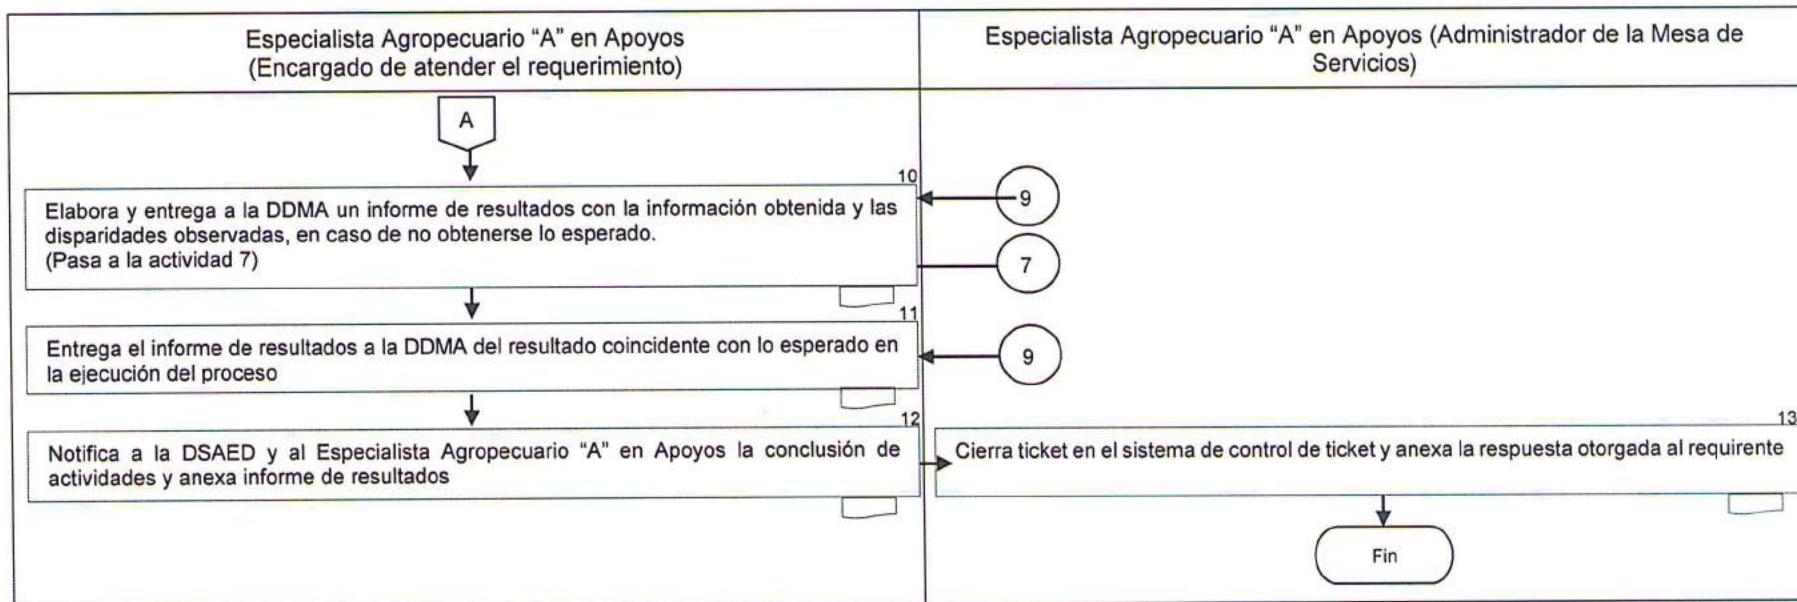 Especialista Agropecuario “A” en Apoyos
(Encargado de atender el requerimiento)
Especialista Agropecuario “A” en Apoyos (Administrador de la Mesa de
Servicios)
A
10
Elabora y entrega a la DDMA un informe de resultados con la información obtenida y las
disparidades observadas, en caso de no obtenerse lo esperado.
(Pasa a la actividad 7)
9
7
11
Entrega el informe de resultados a la DDMA del resultado coincidente con lo esperado en
la ejecución del proceso
9
12
Notifica a la DSAED y al Especialista Agropecuario “A” en Apoyos la conclusión de
actividades y anexa informe de resultados
13
Cierra ticket en el sistema de control de ticket y anexa la respuesta otorgada al requirente
Fin